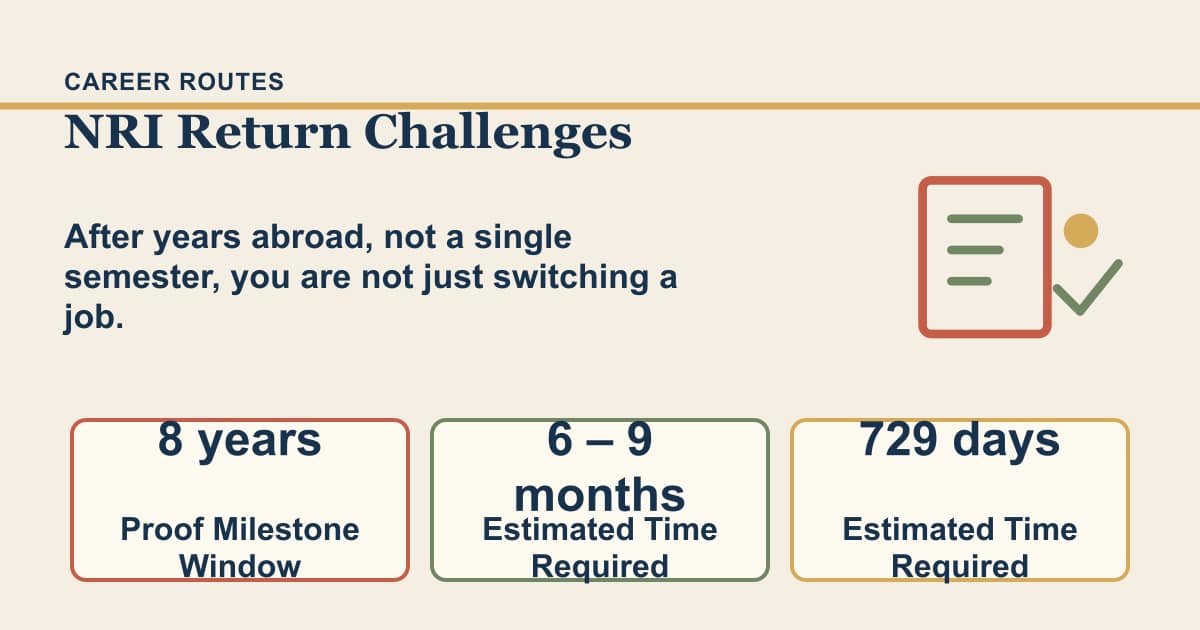 CAREER ROUTES
NRI Return Challenges
After years abroad, not a single
semester, you are not just switching a
job.
8 years
Proof Milestone
Window
6 – 9
months
Estimated Time
Required
729 days
Estimated Time
Required